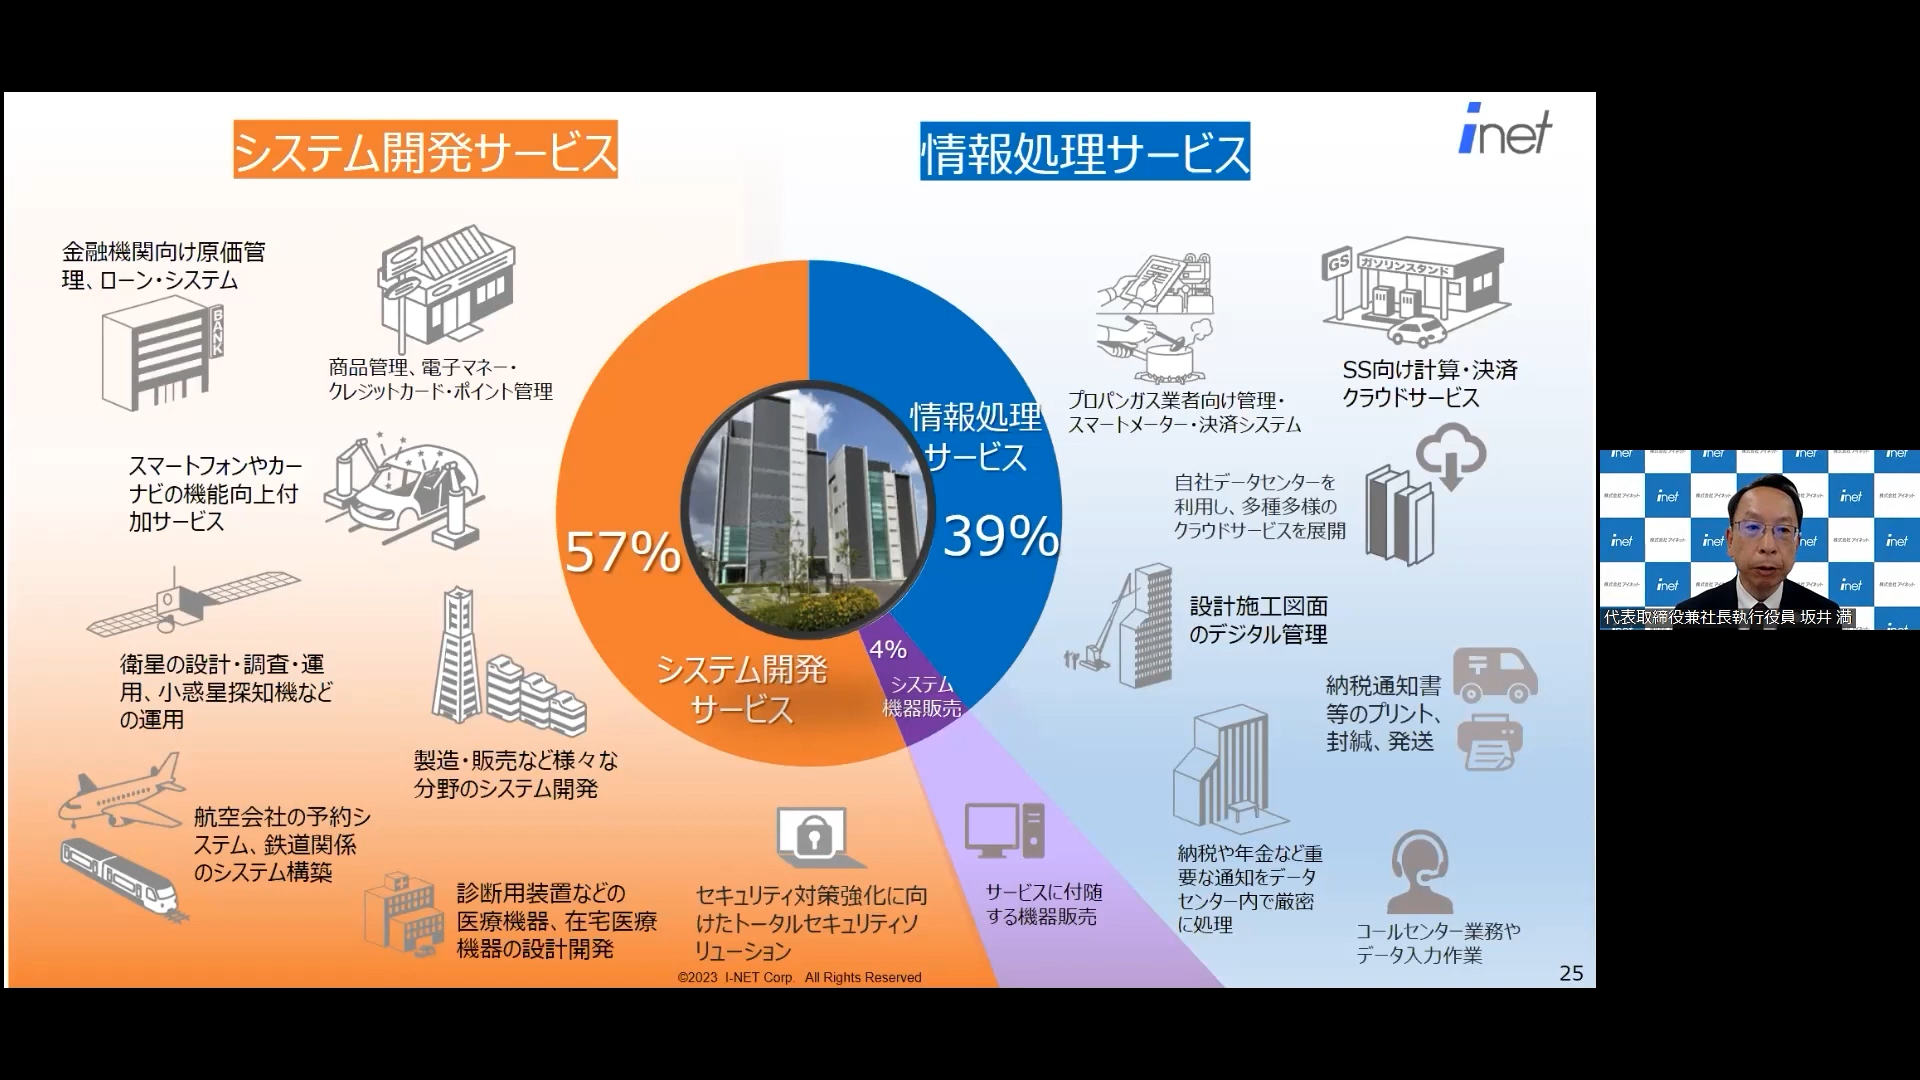 システム開発サービス
情報処理サービス
inet
金融機関向け原価管
理、ローン・システム
BANK
商品管理、電子マネー・
クレジットカード・ポイント管理
スマートフォンやカー
ナビの機能向上付
加サービス
衛星の設計・調査・運
用、小惑星探知機など
の運用
製造・販売など様々な
分野のシステム開発
航空会社の予約シ
ステム、鉄道関係
のシステム構築
診断用装置などの
医療機器、在宅医療
機器の設計開発
セキュリティ対策強化に向
けたトータルセキュリティソ
リューション
57%
システム開発
サービス
情報処理
サービス
39%
4%
システム
機器販売
サービスに付随
する機器販売
プロパンガス業者向け管理・
スマートメーター・決済システム
GS
ガソリンスタンド
SS向け計算・決済
クラウドサービス
自社データセンターを
利用し、多種多様の
クラウドサービスを展開
設計施工図面
のデジタル管理
納税通知書
等のプリント、
封緘、発送
納税や年金など重
要な通知をデータ
センター内で厳密
に処理
コールセンター業務や
データ入力作業
©2023 I-NET Corp. All Rights Reserved
25
inet
株式会社アイネット
代表取締役兼社長執行役員 坂井 満